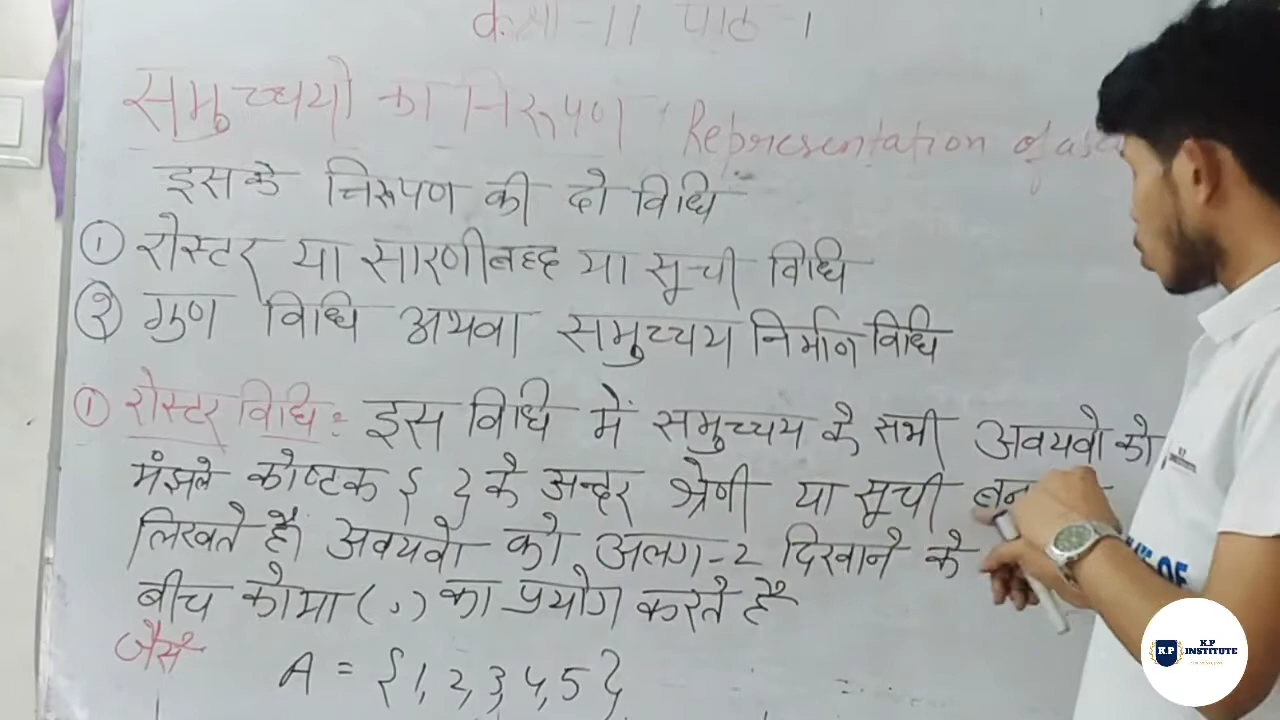 कक्षा -11 पाठ -1
समुच्चयो का निरूपण : Representation of a
इसके निरूपण की दो विधि
① रोस्टर या सारणीबद्द या सूची विधि
② गुण विधि अथवा समुच्चय निर्माण विधि
① रोस्टर विधि: इस विधि में समुच्चय के सभी अवयवो को
मंझले कोष्टक { } के अन्दर श्रेणी या सूची
लिखते है। अवयवो को अलग-2 दिखाने के
बीच कोमा (,) का प्रयोग करते है
जैसे
A = {1, 2, 3, 4, 5}
K.P
K.P INSTITUTE